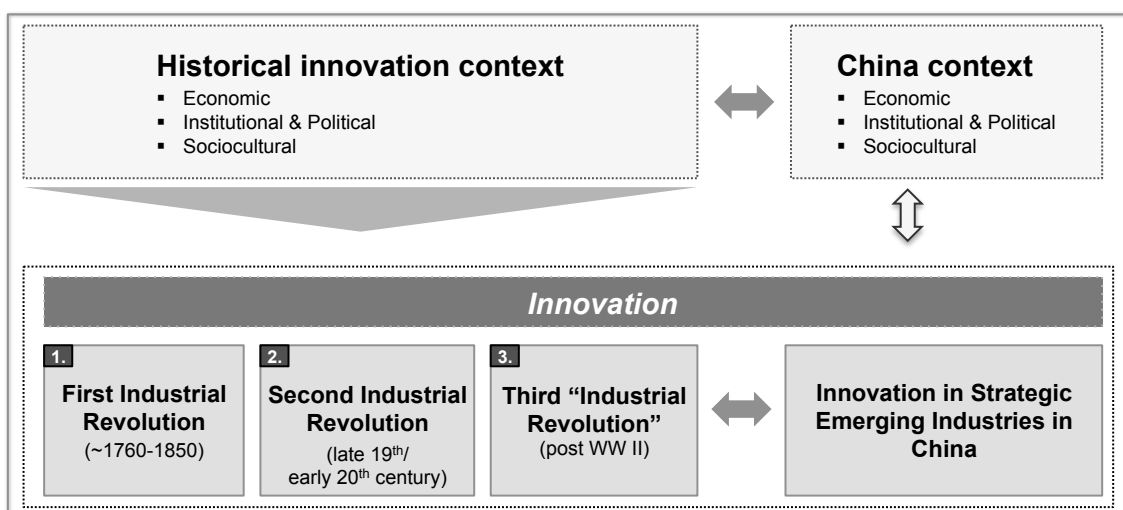 Historical innovation context
▪ Economic
▪ Institutional & Political
▪ Sociocultural
China context
▪ Economic
▪ Institutional & Political
▪ Sociocultural
Innovation
1.
First Industrial
Revolution
(~1760-1850)
2.
Second Industrial
Revolution
(late 19th/
early 20th century)
3.
Third “Industrial
Revolution”
(post WW II)
Innovation in Strategic
Emerging Industries in
China